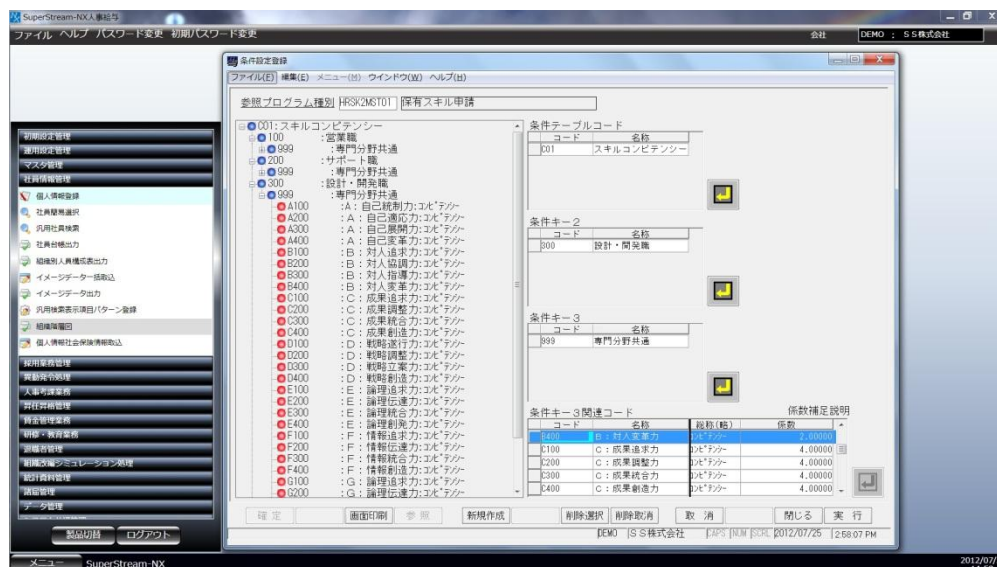 SuperStream-NX人事給与
ファイル ヘルプ パスワード変更 初期パスワード変更
会社 DEMO : ＳＳ株式会社
条件設定登録
ファイル(F) 編集(E) メニュー(M) ウインドウ(W) ヘルプ(H)
参照プログラム種別 HRSK2MST01 保有スキル申請
初期設定管理
運用設定管理
マスタ管理
社員情報管理
個人情報登録
社員簡易選択
汎用社員検索
社員台帳出力
組織別人員構成表出力
イメージデータ一括取込
イメージデータ出力
汎用検索表示項目パターン登録
組織階層図
個人情報社会保険情報取込
採用業務管理
異動発令処理
人事考課業務
昇任昇格管理
賃金管理業務
研修・教育業務
退職者管理
組織改編シミュレーション処理
統計資料管理
諸届管理
データ管理
製品切替 ログアウト
C01:スキルコンピテンシー
100 :営業職
999 :専門分野共通
200 :サポート職
999 :専門分野共通
300 :設計・開発職
999 :専門分野共通
A100 :A：自己統制力:ｺﾝﾋﾟﾃﾝｼｰ
A200 :A：自己適応力:ｺﾝﾋﾟﾃﾝｼｰ
A300 :A：自己展開力:ｺﾝﾋﾟﾃﾝｼｰ
A400 :A：自己変革力:ｺﾝﾋﾟﾃﾝｼｰ
B100 :B：対人追求力:ｺﾝﾋﾟﾃﾝｼｰ
B200 :B：対人協調力:ｺﾝﾋﾟﾃﾝｼｰ
B300 :B：対人指導力:ｺﾝﾋﾟﾃﾝｼｰ
B400 :B：対人変革力:ｺﾝﾋﾟﾃﾝｼｰ
C100 :C：成果追求力:ｺﾝﾋﾟﾃﾝｼｰ
C200 :C：成果調整力:ｺﾝﾋﾟﾃﾝｼｰ
C300 :C：成果統合力:ｺﾝﾋﾟﾃﾝｼｰ
C400 :C：成果創造力:ｺﾝﾋﾟﾃﾝｼｰ
D100 :D：戦略遂行力:ｺﾝﾋﾟﾃﾝｼｰ
D200 :D：戦略調整力:ｺﾝﾋﾟﾃﾝｼｰ
D300 :D：戦略立案力:ｺﾝﾋﾟﾃﾝｼｰ
D400 :D：戦略創造力:ｺﾝﾋﾟﾃﾝｼｰ
E100 :E：論理追求力:ｺﾝﾋﾟﾃﾝｼｰ
E200 :E：論理伝達力:ｺﾝﾋﾟﾃﾝｼｰ
E300 :E：論理統合力:ｺﾝﾋﾟﾃﾝｼｰ
E400 :E：論理創発力:ｺﾝﾋﾟﾃﾝｼｰ
F100 :F：情報追求力:ｺﾝﾋﾟﾃﾝｼｰ
F200 :F：情報伝達力:ｺﾝﾋﾟﾃﾝｼｰ
F300 :F：情報統合力:ｺﾝﾋﾟﾃﾝｼｰ
F400 :F：情報創造力:ｺﾝﾋﾟﾃﾝｼｰ
G100 :G：論理追求力:ｺﾝﾋﾟﾃﾝｼｰ
G200 :G：論理伝達力:ｺﾝﾋﾟﾃﾝｼｰ
条件テーブルコード
コード 名称
C01 スキルコンピテンシー
条件キー２
コード 名称
300 設計・開発職
条件キー３
コード 名称
999 専門分野共通
条件キー３関連コード 係数補足説明
コード 名称 総称(略) 係数
B400 B：対人変革力 ｺﾝﾋﾟﾃﾝｼｰ 2.00000
C100 C：成果追求力 ｺﾝﾋﾟﾃﾝｼｰ 4.00000
C200 C：成果調整力 ｺﾝﾋﾟﾃﾝｼｰ 4.00000
C300 C：成果統合力 ｺﾝﾋﾟﾃﾝｼｰ 4.00000
C400 C：成果創造力 ｺﾝﾋﾟﾃﾝｼｰ 4.00000
確 定 画面印刷 参 照 新規作成 削除選択 削除取消 取 消 閉じる 実 行
DEMO ＳＳ株式会社 CAPS NUM SCRL 2012/07/25 2:58:07 PM
メニュー SuperStream-NX 2012/07/